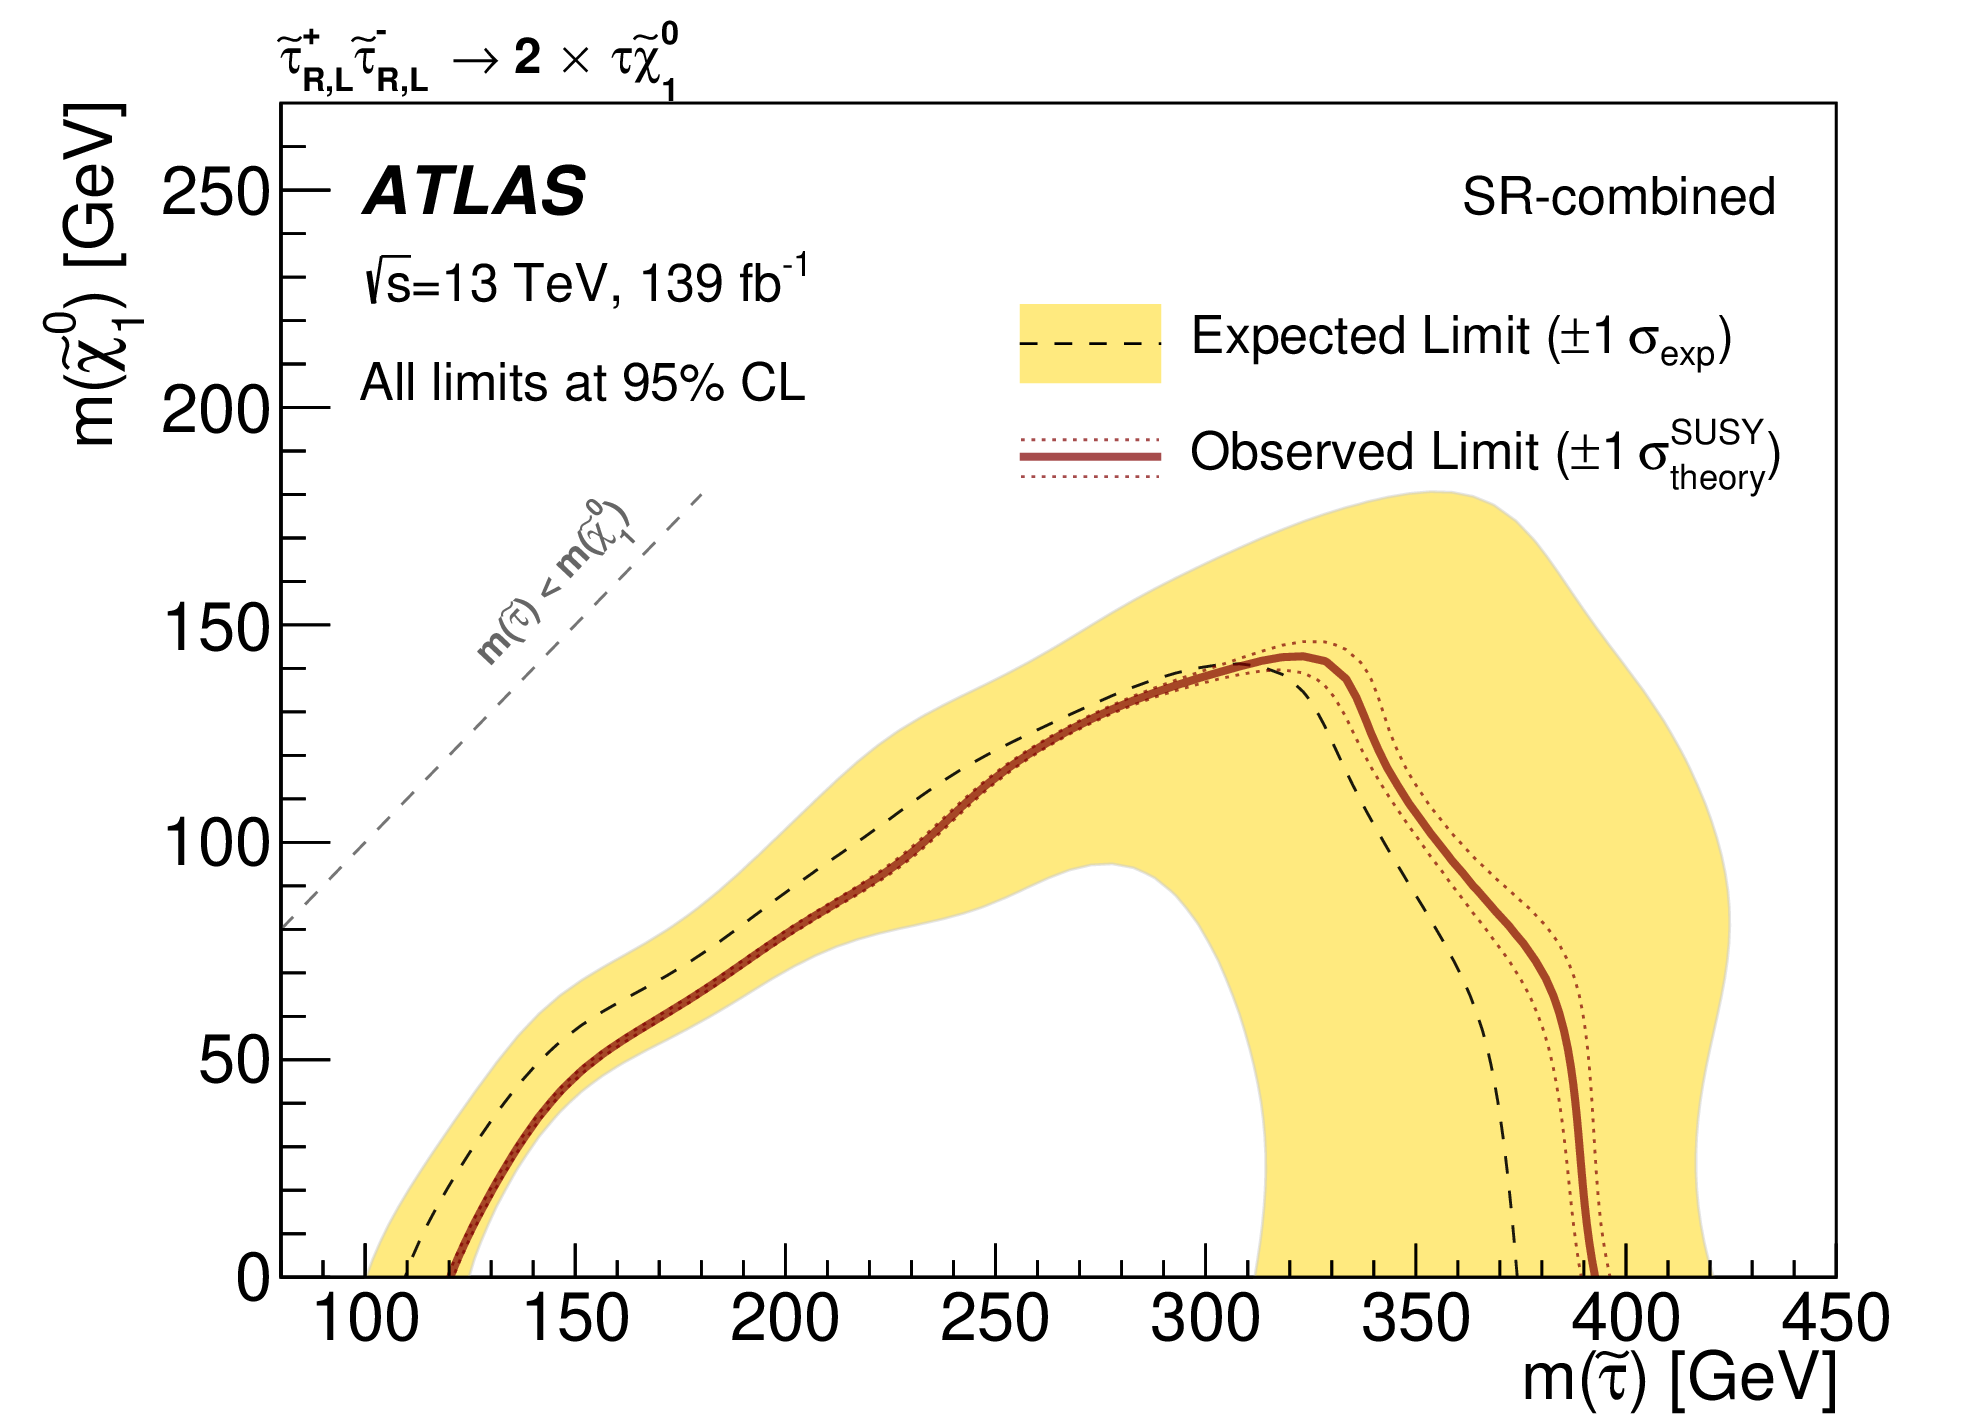 τ̃⁺R,L τ̃⁻R,L → 2 × τχ̃⁰₁
m(χ̃⁰₁) [GeV]
250
200
150
100
50
0
ATLAS
√s=13 TeV, 139 fb⁻¹
All limits at 95% CL
SR-combined
Expected Limit (±1 σexp)
Observed Limit (±1 σ^SUSY_theory)
m(τ̃) < m(χ̃⁰₁)
100 150 200 250 300 350 400 450
m(τ̃) [GeV]